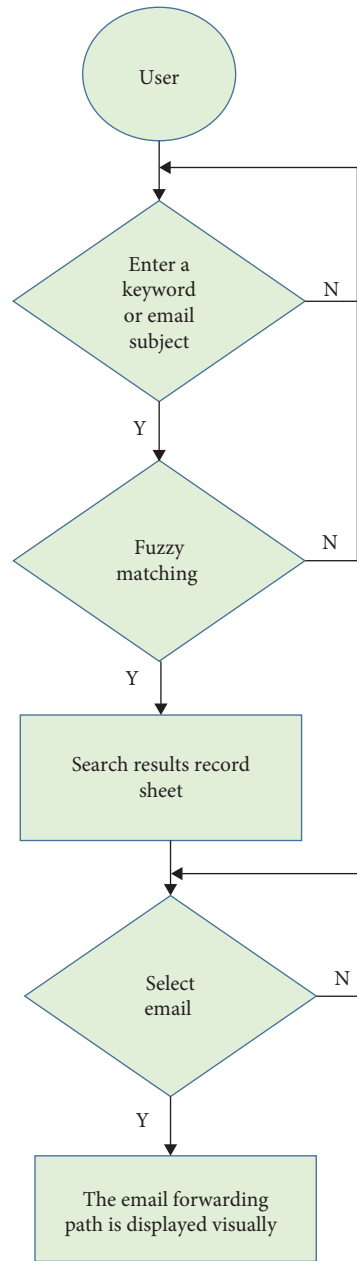 User
Enter a
keyword
or email
subject
N
Y
Fuzzy
matching
N
Y
Search results record
sheet
Select
email
N
Y
The email forwarding
path is displayed visually